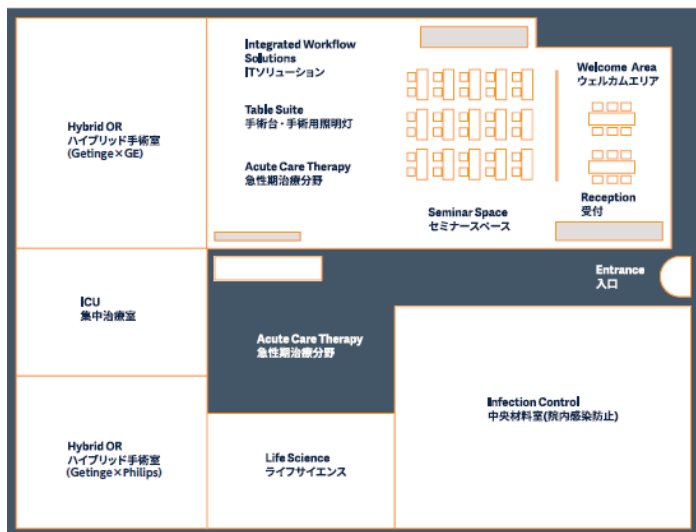 Integrated Workflow
Solutions
ITソリューション
Table Suite
手術台・手術用照明灯
Acute Care Therapy
急性期治療分野
Welcome Area
ウェルカムエリア
Hybrid OR
ハイブリッド手術室
(Getinge×GE)
Seminar Space
セミナースペース
Reception
受付
Entrance
入口
ICU
集中治療室
Acute Care Therapy
急性期治療分野
Infection Control
中央材料室(院内感染防止)
Hybrid OR
ハイブリッド手術室
(Getinge×Philips)
Life Science
ライフサイエンス